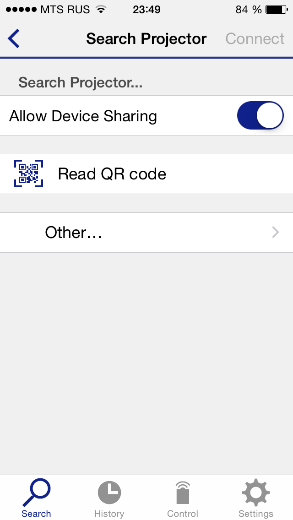 MTS RUS 23:49 84 %
Search Projector Connect
Search Projector...
Allow Device Sharing
Read QR code
Other...
Search History Control Settings